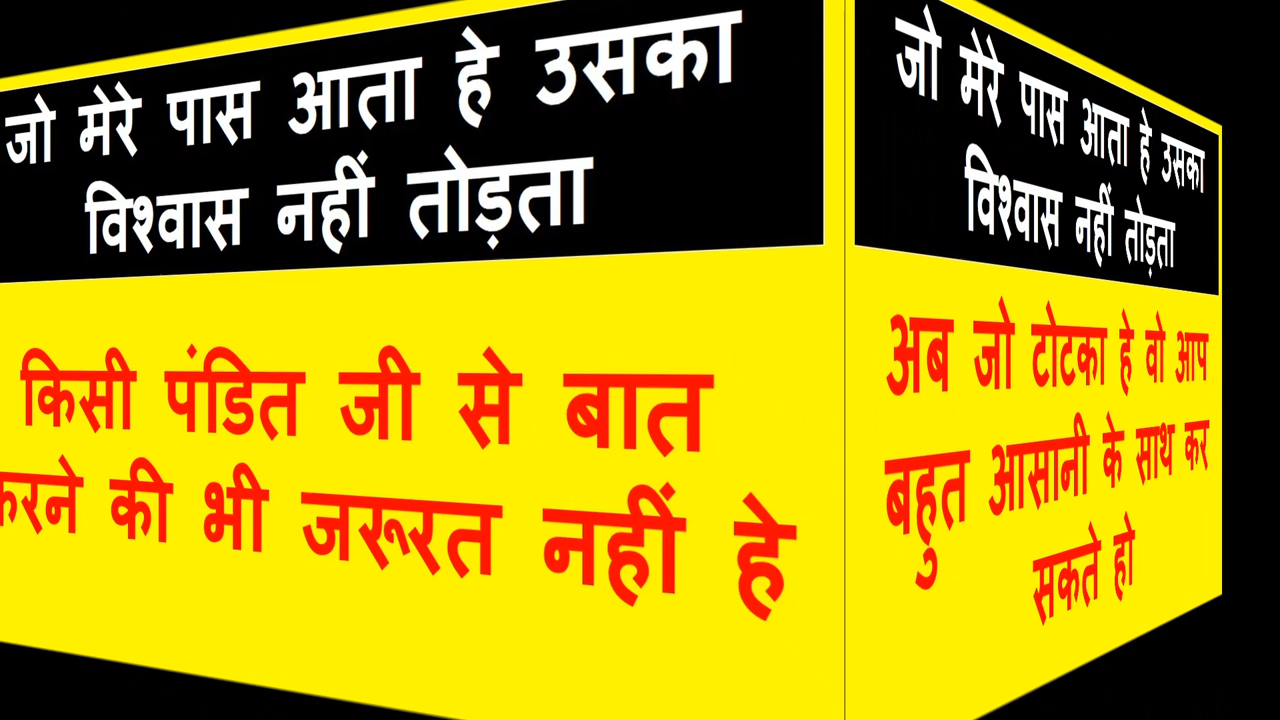 जो मेरे पास आता हे उसका
विश्वास नहीं तोड़ता
किसी पंडित जी से बात
करने की भी जरूरत नहीं हे
जो मेरे पास आता हे उसका
विश्वास नहीं तोड़ता
अब जो टोटका हे वो आप
बहुत आसानी के साथ कर
सकते हो